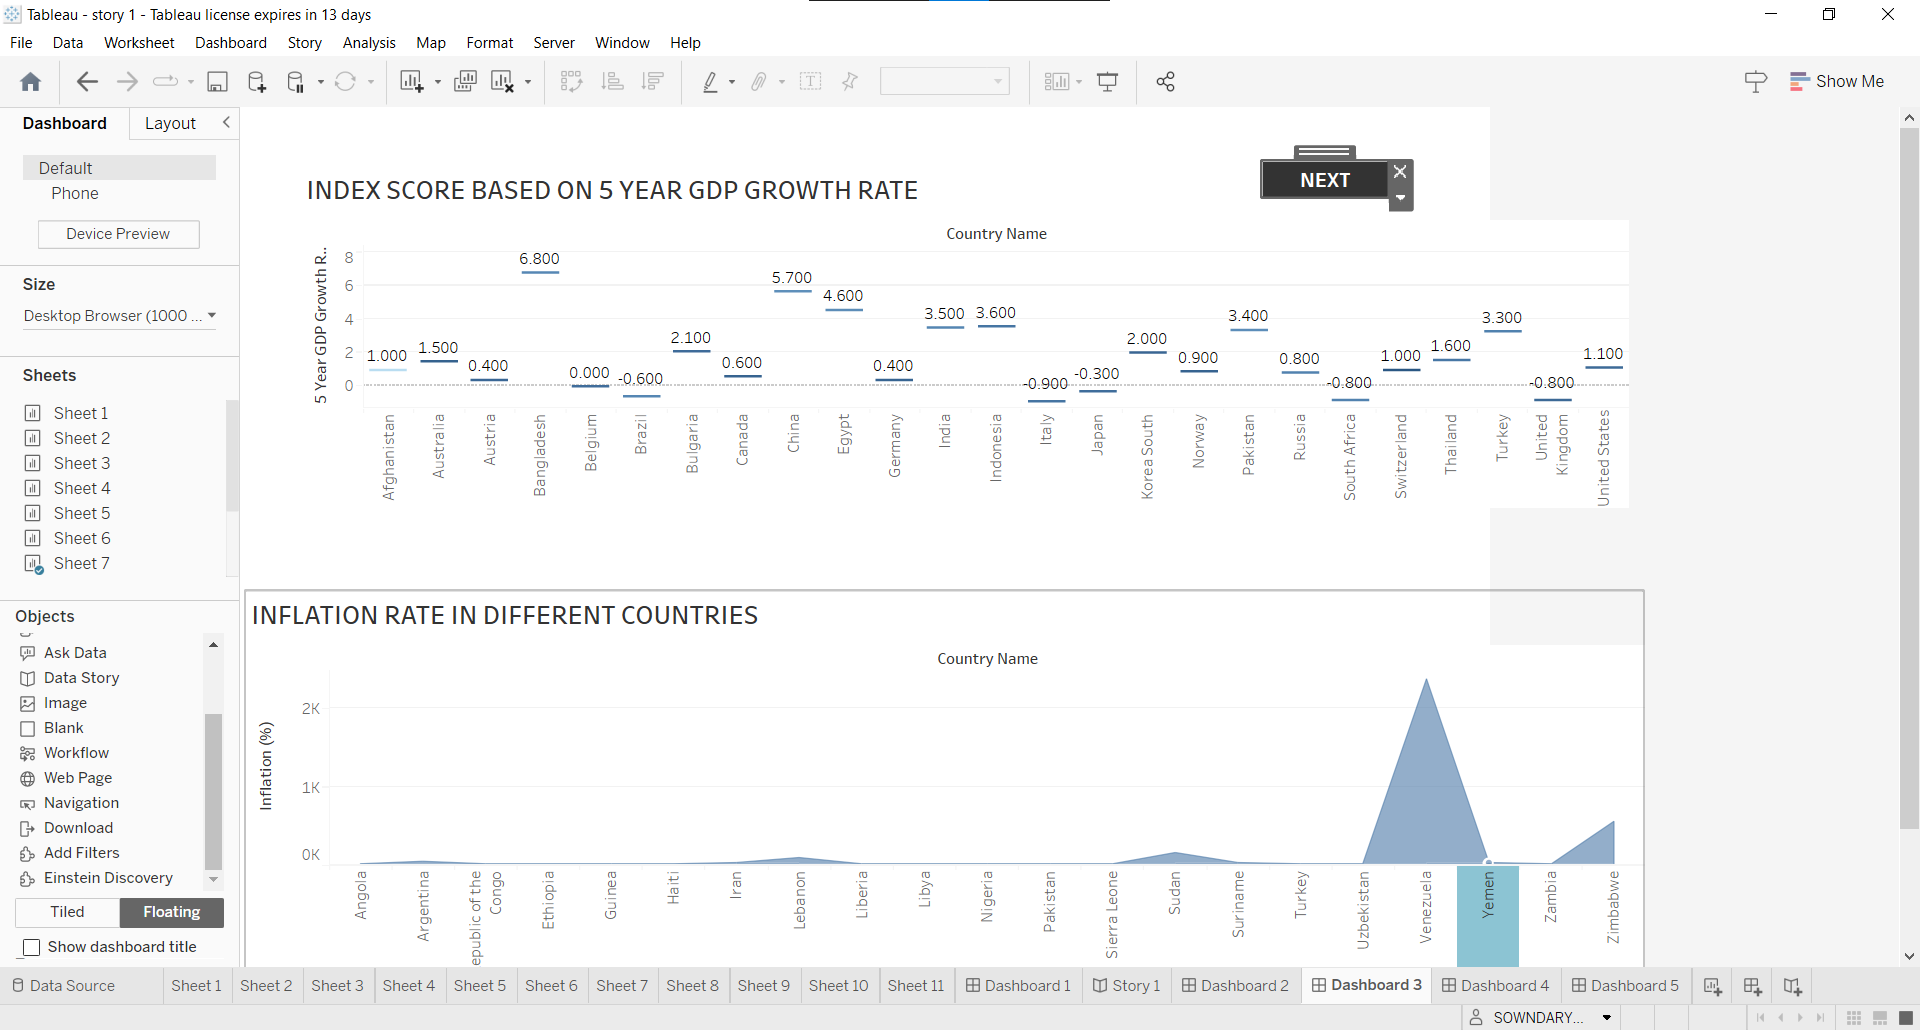 Tableau - story 1 - Tableau license expires in 13 days
File Data Worksheet Dashboard Story Analysis Map Format Server Window Help
Show Me
Dashboard Layout
Default
Phone
Device Preview
Size
Desktop Browser (1000 ...
Sheets
Sheet 1
Sheet 2
Sheet 3
Sheet 4
Sheet 5
Sheet 6
Sheet 7
Objects
Ask Data
Data Story
Image
Blank
Workflow
Web Page
Navigation
Download
Add Filters
Einstein Discovery
Tiled Floating
Show dashboard title
INDEX SCORE BASED ON 5 YEAR GDP GROWTH RATE
NEXT
Country Name
5 Year GDP Growth R..
8
6
4
2
0
1.000
1.500
0.400
6.800
0.000
-0.600
2.100
0.600
5.700
4.600
0.400
3.500
3.600
-0.900
-0.300
2.000
0.900
3.400
0.800
-0.800
1.000
1.600
3.300
-0.800
1.100
Afghanistan
Australia
Austria
Bangladesh
Belgium
Brazil
Bulgaria
Canada
China
Egypt
Germany
India
Indonesia
Italy
Japan
Korea South
Norway
Pakistan
Russia
South Africa
Switzerland
Thailand
Turkey
United
Kingdom
United States
INFLATION RATE IN DIFFERENT COUNTRIES
Country Name
Inflation (%)
2K
1K
0K
Angola
Argentina
epublic of the
Congo
Ethiopia
Guinea
Haiti
Iran
Lebanon
Liberia
Libya
Nigeria
Pakistan
Sierra Leone
Sudan
Suriname
Turkey
Uzbekistan
Venezuela
Yemen
Zambia
Zimbabwe
Data Source Sheet 1 Sheet 2 Sheet 3 Sheet 4 Sheet 5 Sheet 6 Sheet 7 Sheet 8 Sheet 9 Sheet 10 Sheet 11 Dashboard 1 Story 1 Dashboard 2 Dashboard 3 Dashboard 4 Dashboard 5
SOWNDARY...